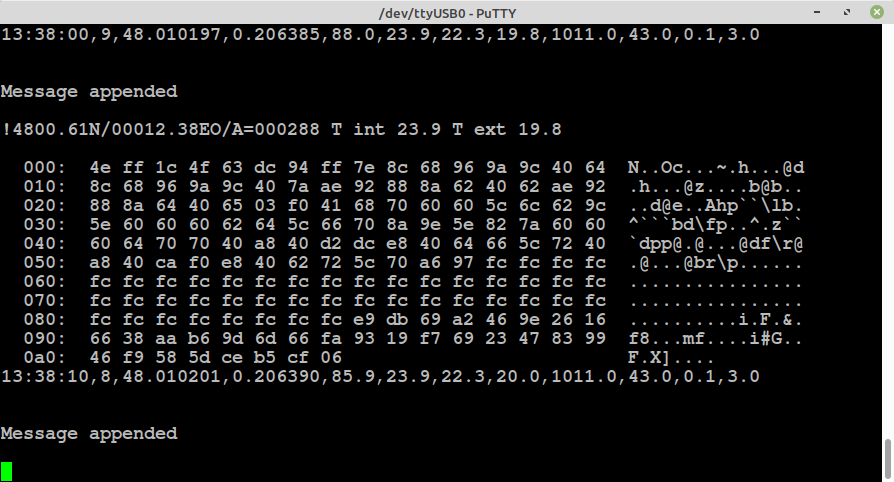 /dev/ttyUSB0 - PuTTY
13:38:00,9,48.010197,0.206385,88.0,23.9,22.3,19.8,1011.0,43.0,0.1,3.0
Message appended
!4800.61N/00012.38EO/A=000288 T int 23.9 T ext 19.8
000: 4e ff 1c 4f 63 dc 94 ff 7e 8c 68 96 9a 9c 40 64 N..Oc...~.h...@d
010: 8c 68 96 9a 9c 40 7a ae 92 88 8a 62 40 62 ae 92 .h...@z....b@b..
020: 88 8a 64 40 65 03 f0 41 68 70 60 60 5c 6c 62 9c ..d@e..Ahp``\lb.
030: 5e 60 60 60 62 64 5c 66 70 8a 9e 5e 82 7a 60 60 ^```bd\fp..^.z``
040: 60 64 70 70 40 a8 40 d2 dc e8 40 64 66 5c 72 40 `dpp@.@...@df\r@
050: a8 40 ca f0 e8 40 62 72 5c 70 a6 97 fc fc fc fc .@...@br\p......
060: fc fc fc fc fc fc fc fc fc fc fc fc fc fc fc fc ................
070: fc fc fc fc fc fc fc fc fc fc fc fc fc fc fc fc ................
080: fc fc fc fc fc fc fc fc e9 db 69 a2 46 9e 26 16 ..........i.F.&.
090: 66 38 aa b6 9d 6d 66 fa 93 19 f7 69 23 47 83 99 f8...mf....i#G..
0a0: 46 f9 58 5d ce b5 cf 06 F.X]....
13:38:10,8,48.010201,0.206390,85.9,23.9,22.3,20.0,1011.0,43.0,0.1,3.0
Message appended